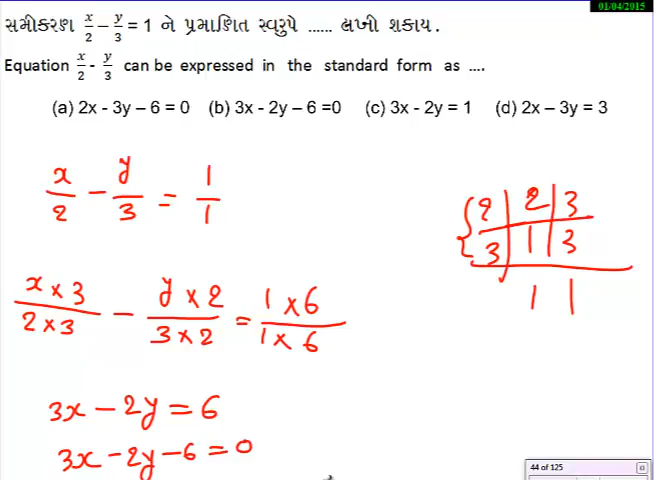 01/04/2015
સમીકરણ x/2 − y/3 = 1 ને પ્રમાણિત સ્વરુપે ...... લખી શકાય.
Equation x/2 - y/3 can be expressed in the standard form as ....
(a) 2x - 3y – 6 = 0 (b) 3x - 2y – 6 =0 (c) 3x - 2y = 1 (d) 2x – 3y = 3
x/2 − y/3 = 1/1
2 | 2 | 3
3 | 1 | 3
1 | 1
x × 3/2 × 3 − y × 2/3 × 2 = 1 × 6/1 × 6
3x − 2y = 6
3x − 2y − 6 = 0
44 of 125